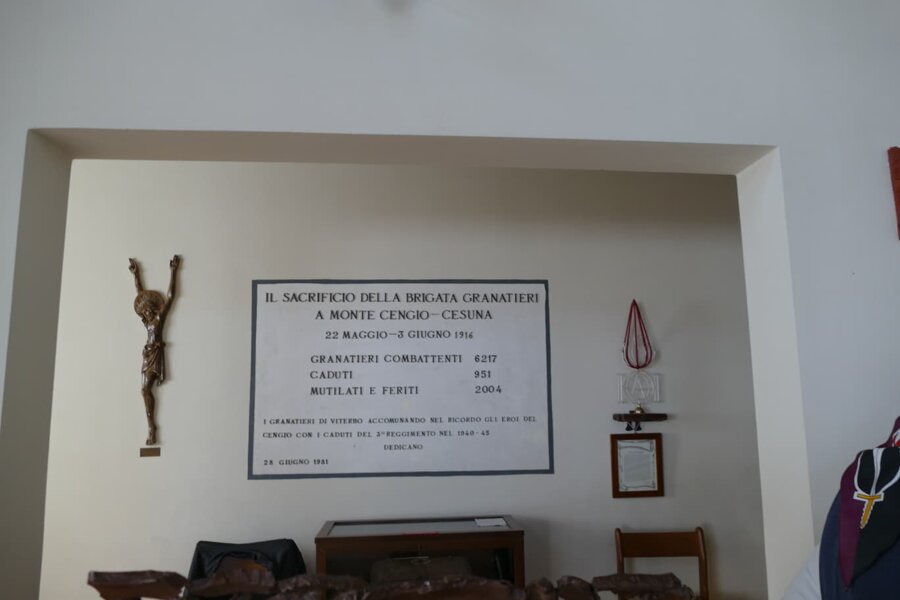 IL SACRIFICIO DELLA BRIGATA GRANATIERI
A MONTE CENGIO-CESUNA
22 MAGGIO-3 GIUGNO 1916
GRANATIERI COMBATTENTI 6217
CADUTI 951
MUTILATI E FERITI 2004
I GRANATIERI DI VITERBO ACCOMUNANDO NEL RICORDO GLI EROI DEL
CENGIO CON I CADUTI DEL 3° REGGIMENTO NEL 1940-45
DEDICANO
28 GIUGNO 1981